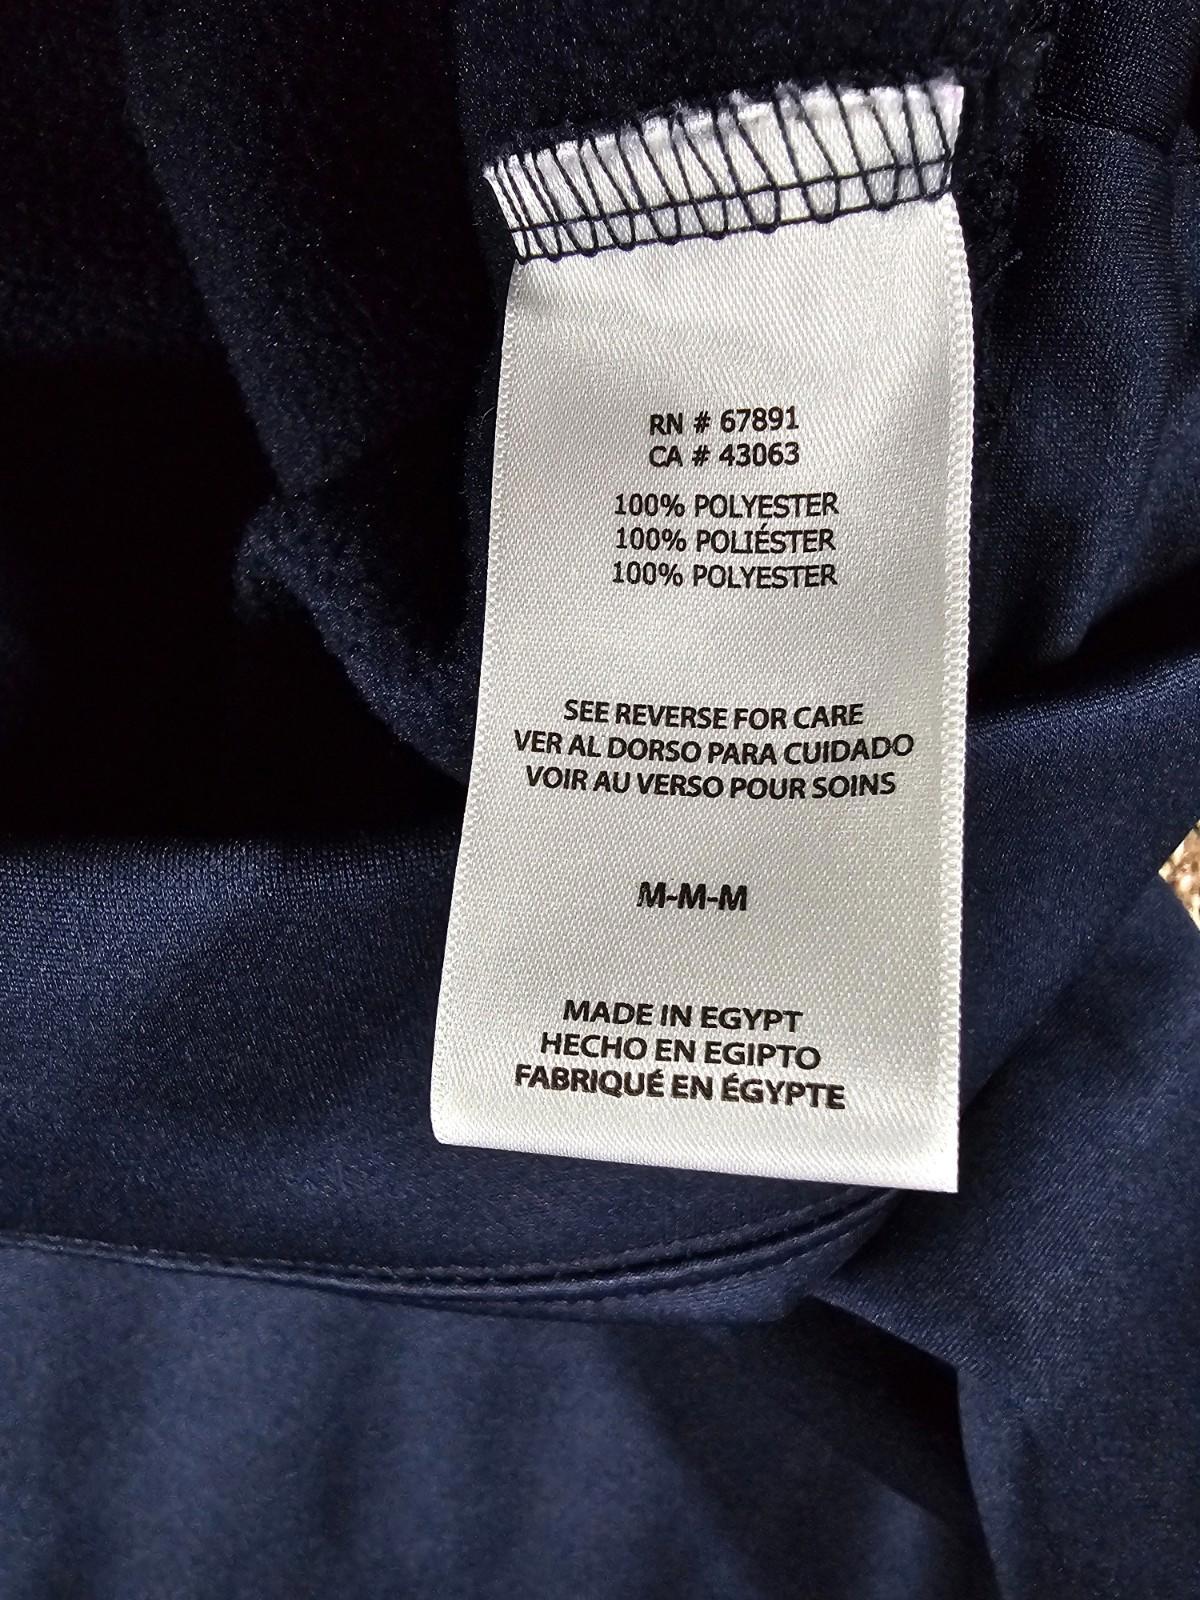 RN # 67891
CA # 43063
100% POLYESTER
100% POLIÉSTER
100% POLYESTER
SEE REVERSE FOR CARE
VER AL DORSO PARA CUIDADO
VOIR AU VERSO POUR SOINS
M-M-M
MADE IN EGYPT
HECHO EN EGIPTO
FABRIQUÉ EN ÉGYPTE